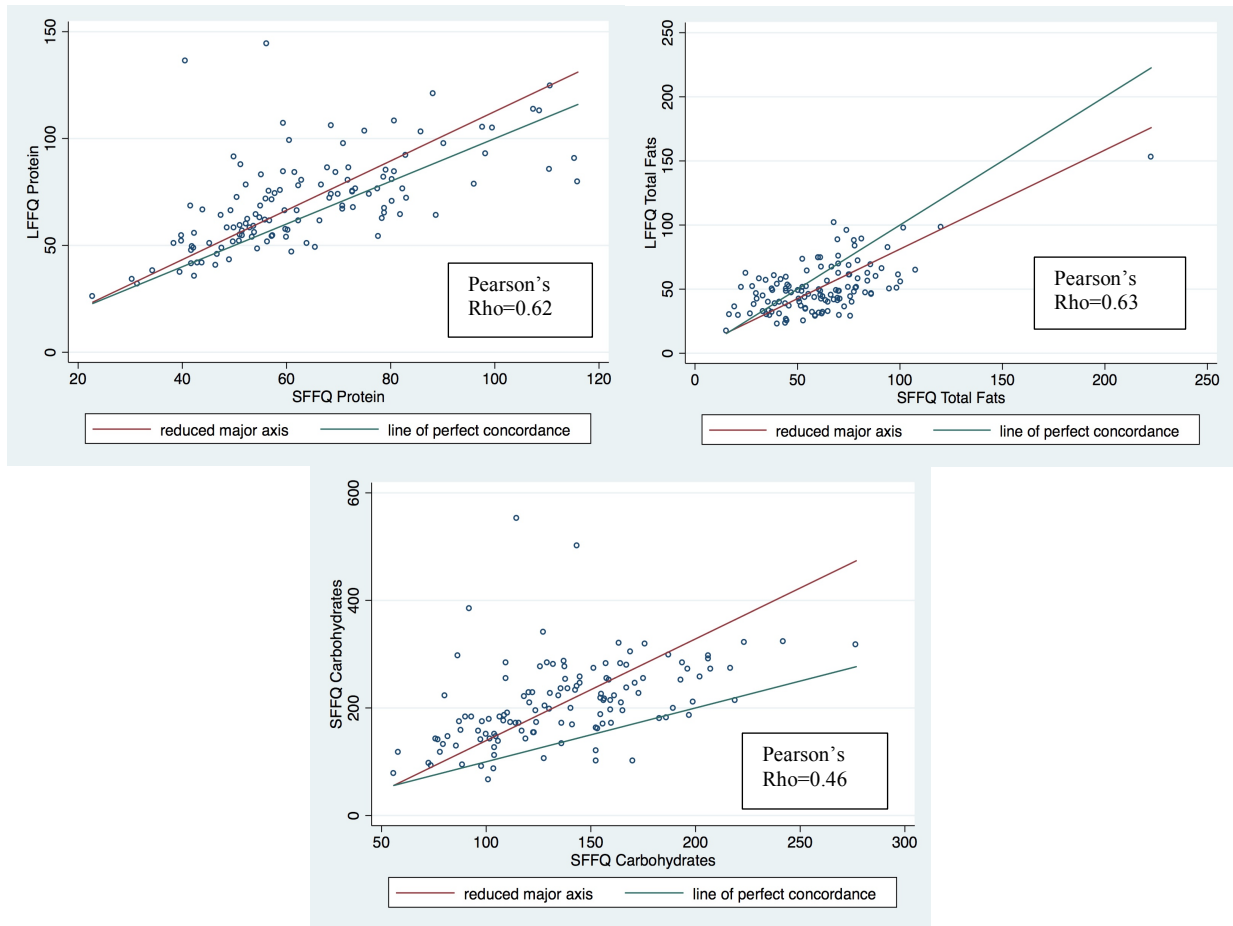 150
100
50
0
LFFQ Protein
20 40 60 80 100 120
SFFQ Protein
Pearson's
Rho=0.62
reduced major axis line of perfect concordance
250
200
150
100
50
0
LFFQ Total Fats
0 50 100 150 200 250
SFFQ Total Fats
Pearson's
Rho=0.63
reduced major axis line of perfect concordance
600
400
200
0
SFFQ Carbohydrates
50 100 150 200 250 300
SFFQ Carbohydrates
Pearson's
Rho=0.46
reduced major axis line of perfect concordance